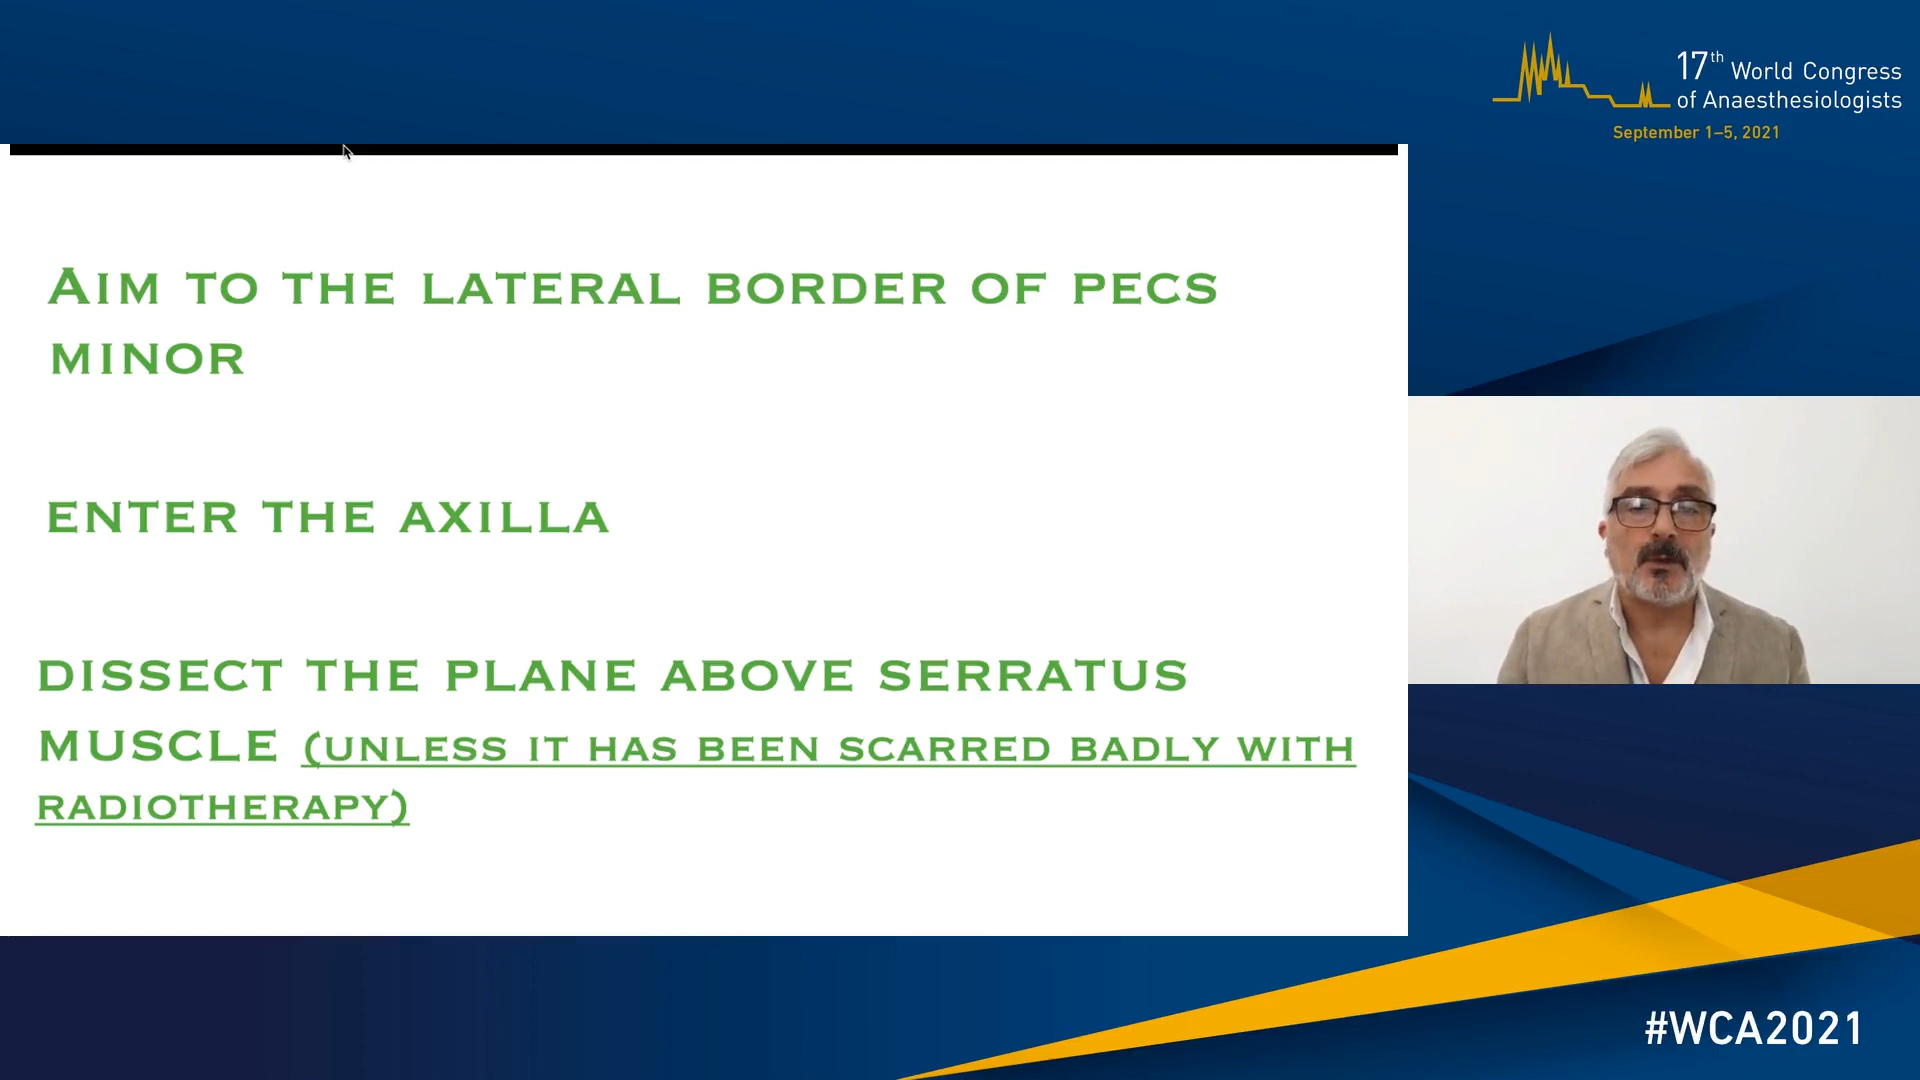 17th World Congress
of Anaesthesiologists
September 1–5, 2021
AIM TO THE LATERAL BORDER OF PECS
MINOR
ENTER THE AXILLA
DISSECT THE PLANE ABOVE SERRATUS
MUSCLE (UNLESS IT HAS BEEN SCARRED BADLY WITH
RADIOTHERAPY)
#WCA2021